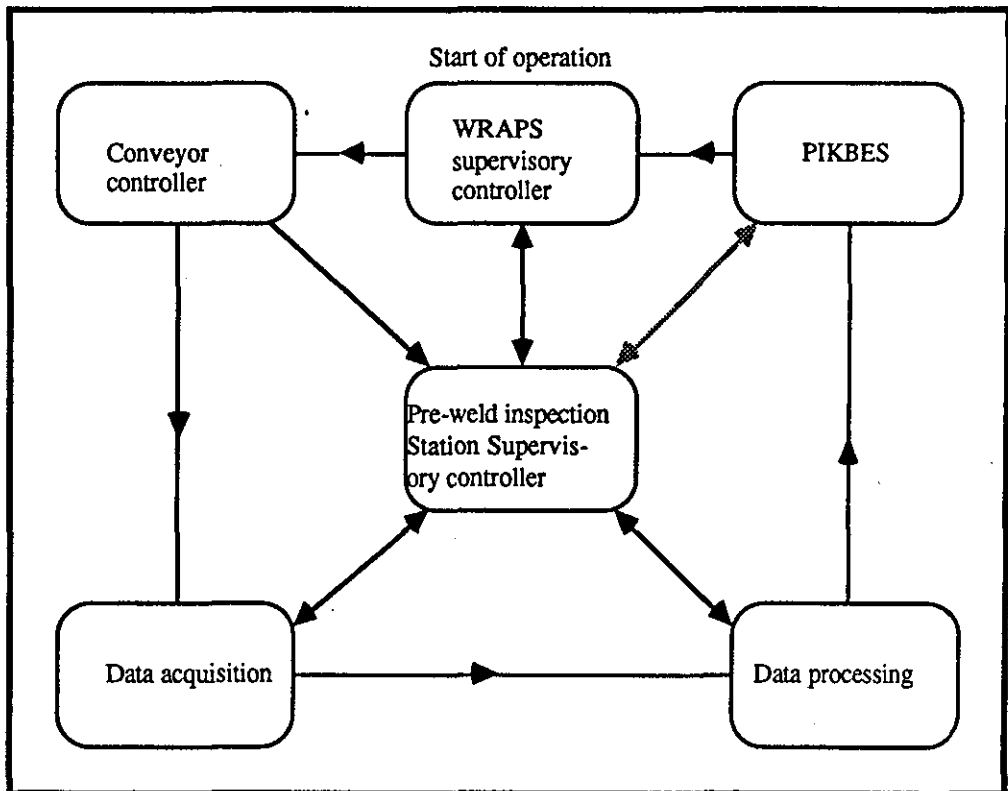 Start of operation
Conveyor
controller
WRAPS
supervisory
controller
PIKBES
Pre-weld inspection
Station Supervis-
ory controller
Data acquisition
Data processing